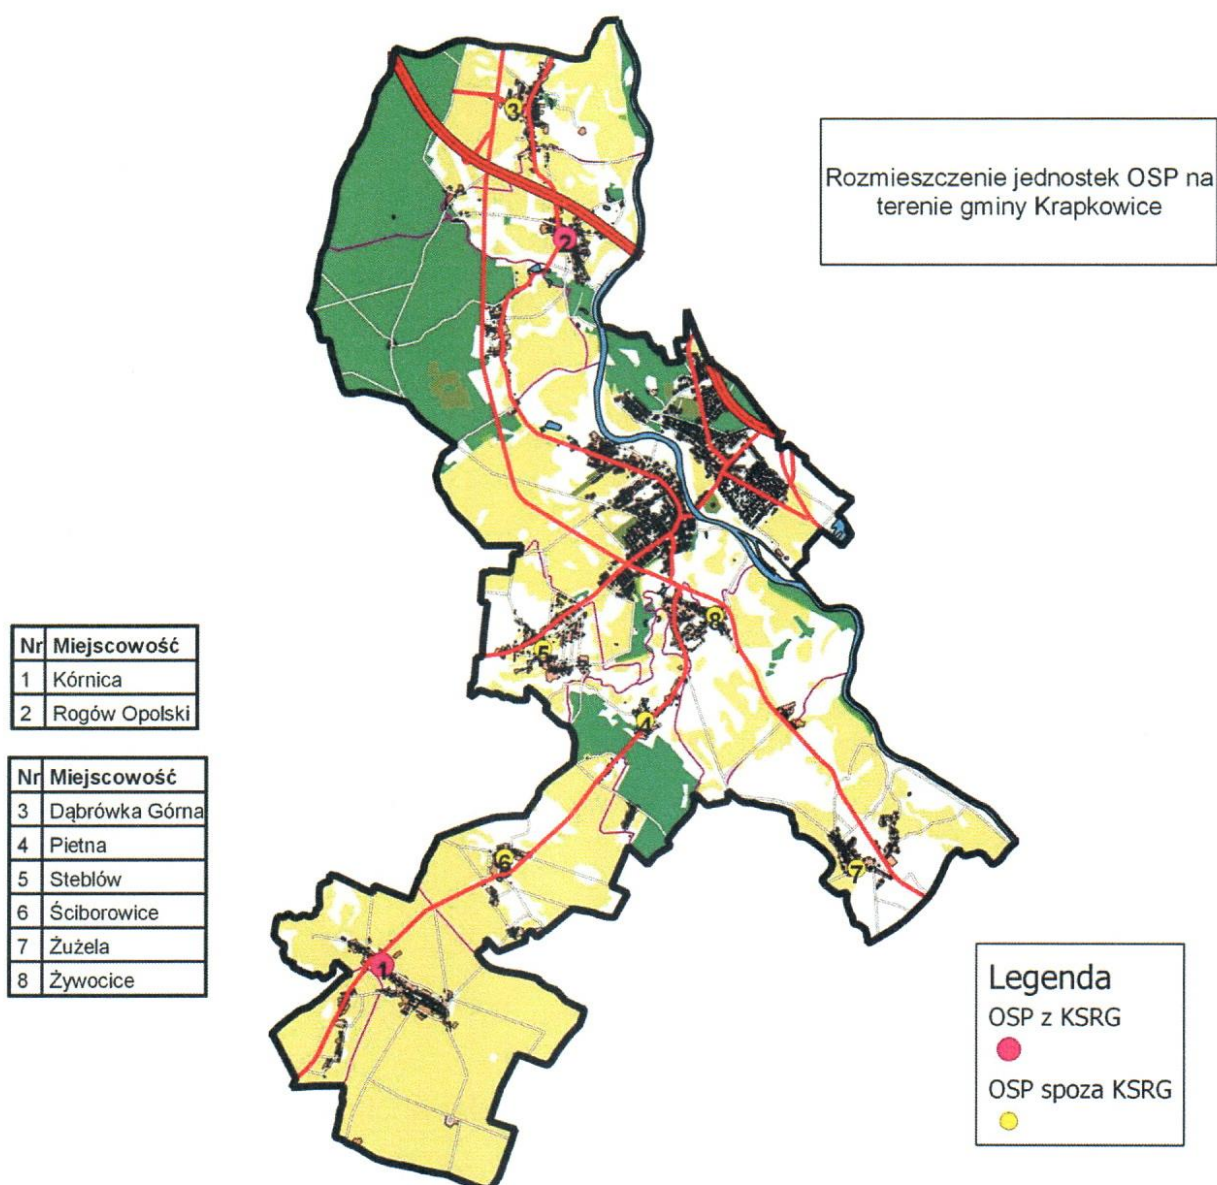 Rozmieszczenie jednostek OSP na
terenie gminy Krapkowice
3
2
8
5
4
6
7
1
Nr Miejscowość
1 Kórnica
2 Rogów Opolski
Nr Miejscowość
3 Dąbrówka Górna
4 Pietna
5 Steblów
6 Ściborowice
7 Żużela
8 Żywocice
Legenda
OSP z KSRG
OSP spoza KSRG